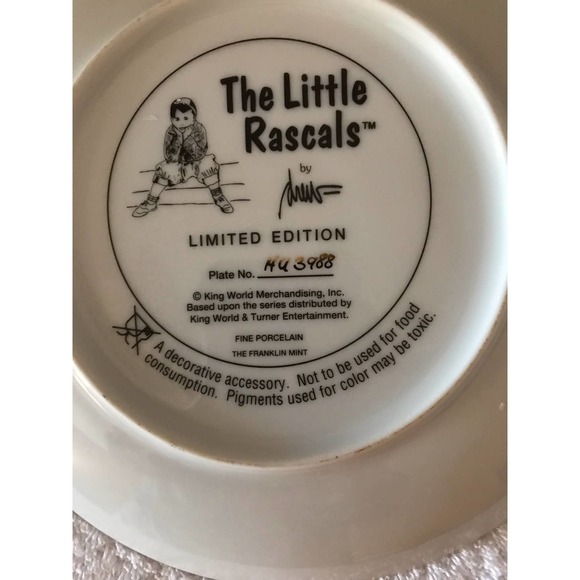 The Little
Rascals™
by
Drew
LIMITED EDITION
Plate No. HU3988
© King World Merchandising, Inc.
Based upon the series distributed by
King World & Turner Entertainment.
FINE PORCELAIN
THE FRANKLIN MINT
A decorative accessory. Not to be used for food
consumption. Pigments used for color may be toxic.